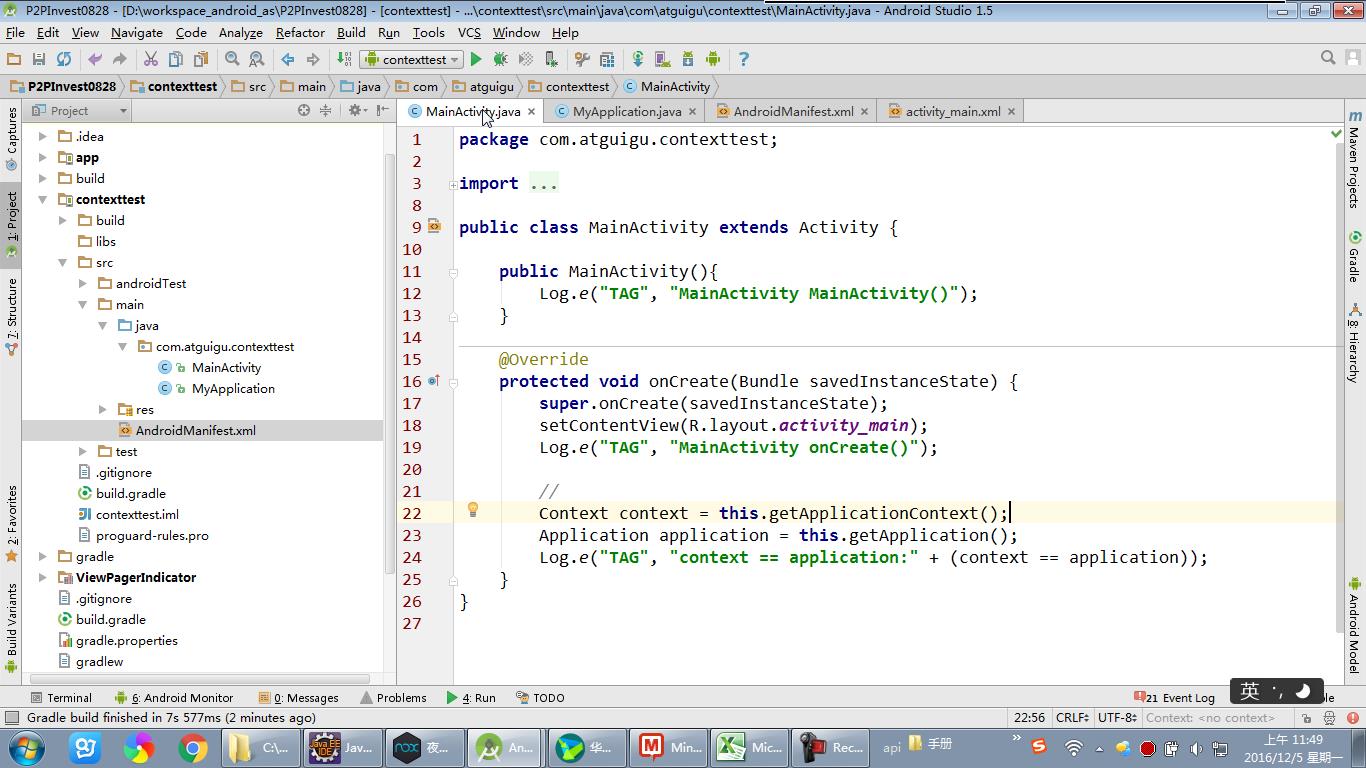 P2PInvest0828 - [D:\workspace_android_as\P2PInvest0828] - [contexttest] - ...\contexttest\src\main\java\com\atguigu\contexttest\MainActivity.java - Android Studio 1.5
File Edit View Navigate Code Analyze Refactor Build Run Tools VCS Window Help
contexttest
P2PInvest0828 contexttest src main java com atguigu contexttest MainActivity
Project
MainActivity.java MyApplication.java AndroidManifest.xml activity_main.xml
Captures
1: Project
7: Structure
2: Favorites
Build Variants
.idea
app
build
contexttest
build
libs
src
androidTest
main
java
com.atguigu.contexttest
MainActivity
MyApplication
res
AndroidManifest.xml
test
.gitignore
build.gradle
contexttest.iml
proguard-rules.pro
gradle
ViewPagerIndicator
.gitignore
build.gradle
gradle.properties
gradlew
1 package com.atguigu.contexttest;
2
3 import ...
8
9 public class MainActivity extends Activity {
10
11 public MainActivity(){
12 Log.e("TAG", "MainActivity MainActivity()");
13 }
14
15 @Override
16 protected void onCreate(Bundle savedInstanceState) {
17 super.onCreate(savedInstanceState);
18 setContentView(R.layout.activity_main);
19 Log.e("TAG", "MainActivity onCreate()");
20
21 //
22 Context context = this.getApplicationContext();
23 Application application = this.getApplication();
24 Log.e("TAG", "context == application:" + (context == application));
25 }
26 }
27
Maven Projects
Gradle
8: Hierarchy
Android Model
Terminal 6: Android Monitor 0: Messages Problems 4: Run TODO
21 Event Log
英
Gradle build finished in 7s 577ms (2 minutes ago)
22:56 CRLF UTF-8 Context: <no context>
C:\... Jav... 夜... An... 华... Min... Mic... Rec... api 手册
上午 11:49
2016/12/5 星期一